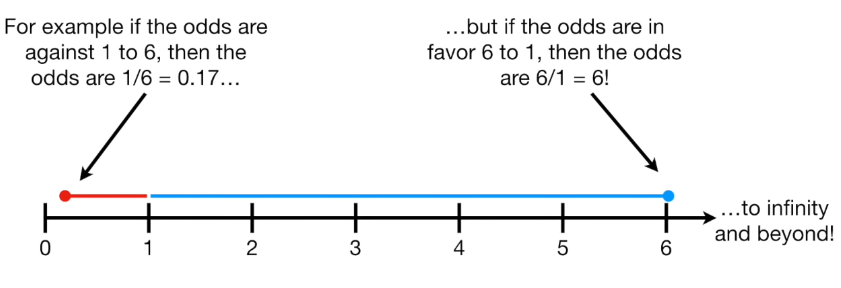 For example if the odds are
against 1 to 6, then the
odds are 1/6 = 0.17…
…but if the odds are in
favor 6 to 1, then the odds
are 6/1 = 6!
…to infinity
and beyond!
0 1 2 3 4 5 6